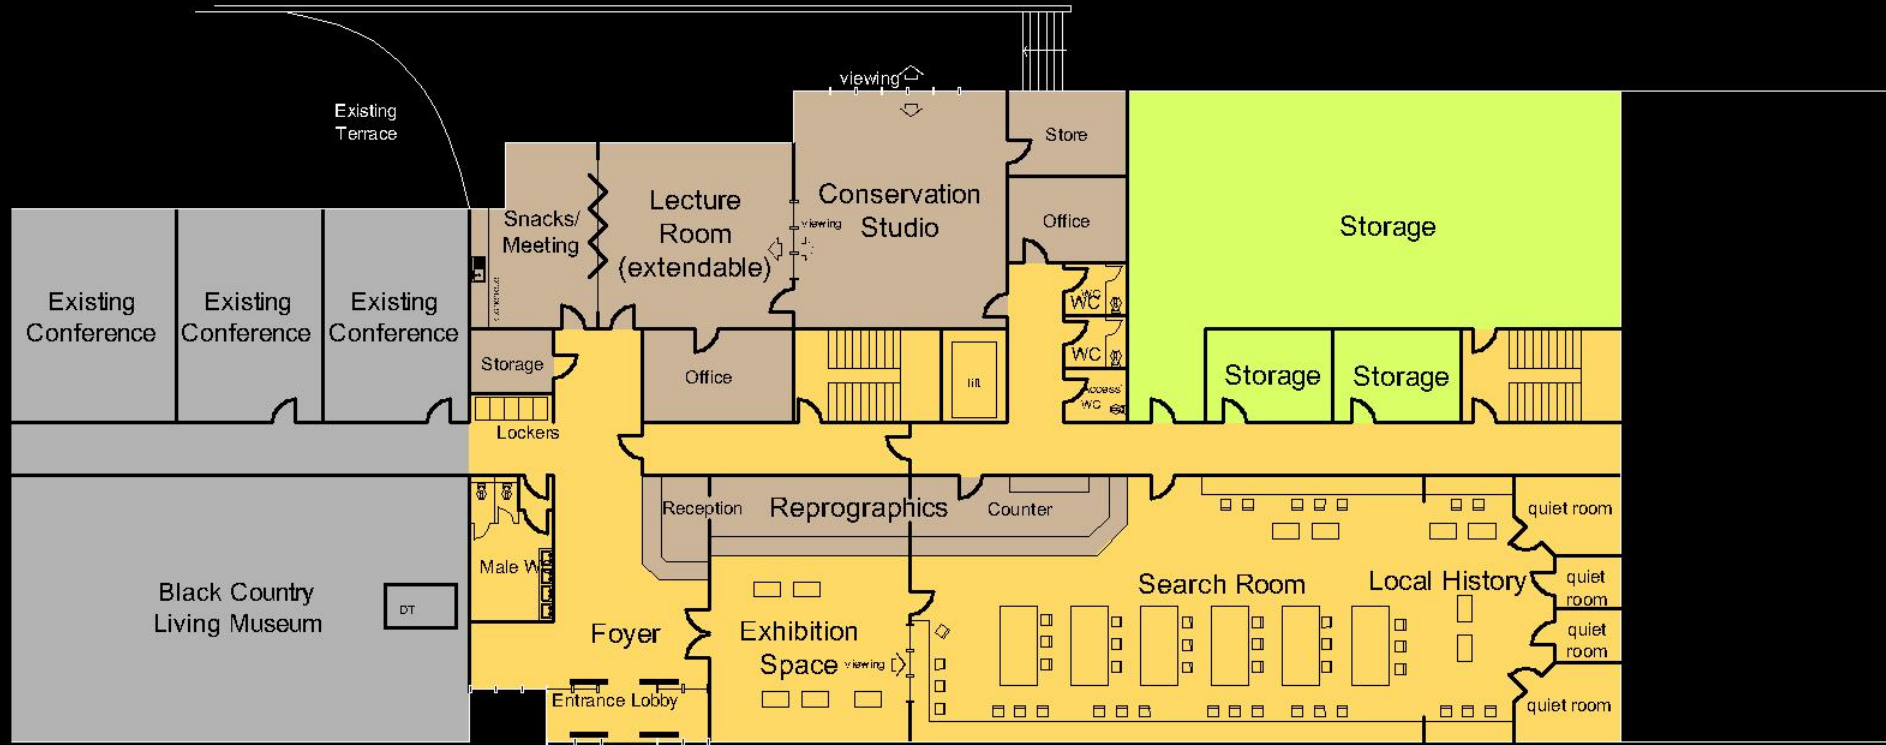 viewing
Existing
Terrace
Store
Snacks/
Meeting
Lecture
Room
(extendable)
viewing
Conservation
Studio
Office
Storage
Existing
Conference
Existing
Conference
Existing
Conference
Storage
Office
lift
WC
WC
WC
Access'
WC
Storage
Storage
Lockers
Reception
Reprographics
Counter
quiet room
Male W
Black Country
Living Museum
DT
Foyer
Exhibition
Space
viewing
Search Room
Local History
quiet
room
quiet
room
quiet room
Entrance Lobby